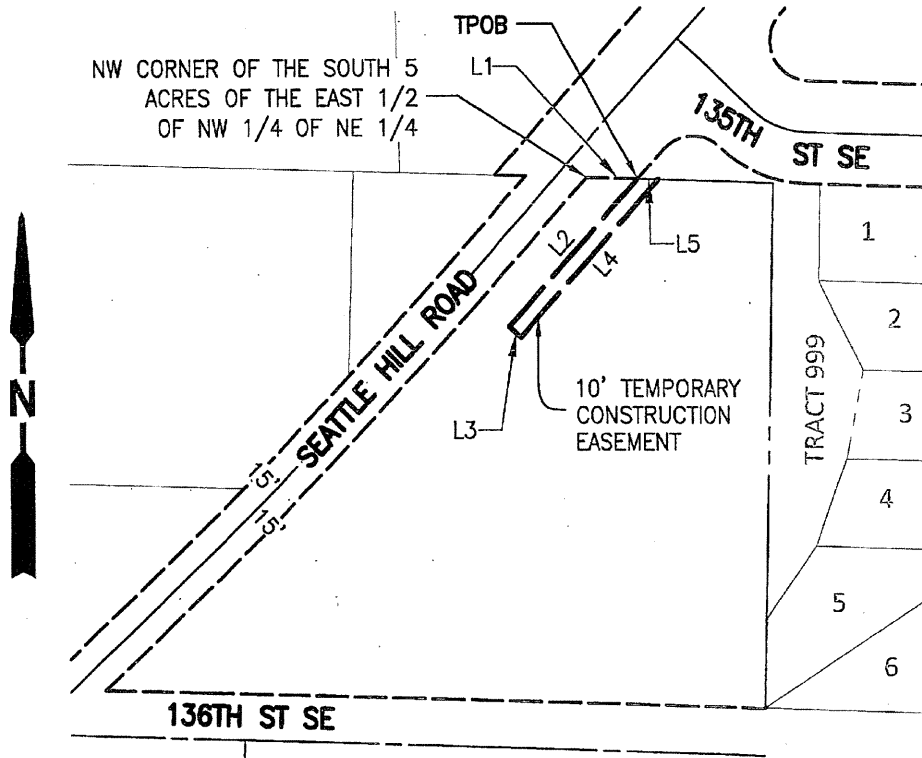 TPOB
NW CORNER OF THE SOUTH 5
ACRES OF THE EAST 1/2
OF NW 1/4 OF NE 1/4
L1
135TH
ST SE
L2
L4
L5
1
2
3
4
5
6
N
SEATTLE HILL ROAD
15'
15'
L3
10' TEMPORARY
CONSTRUCTION
EASEMENT
TRACT 999
136TH ST SE